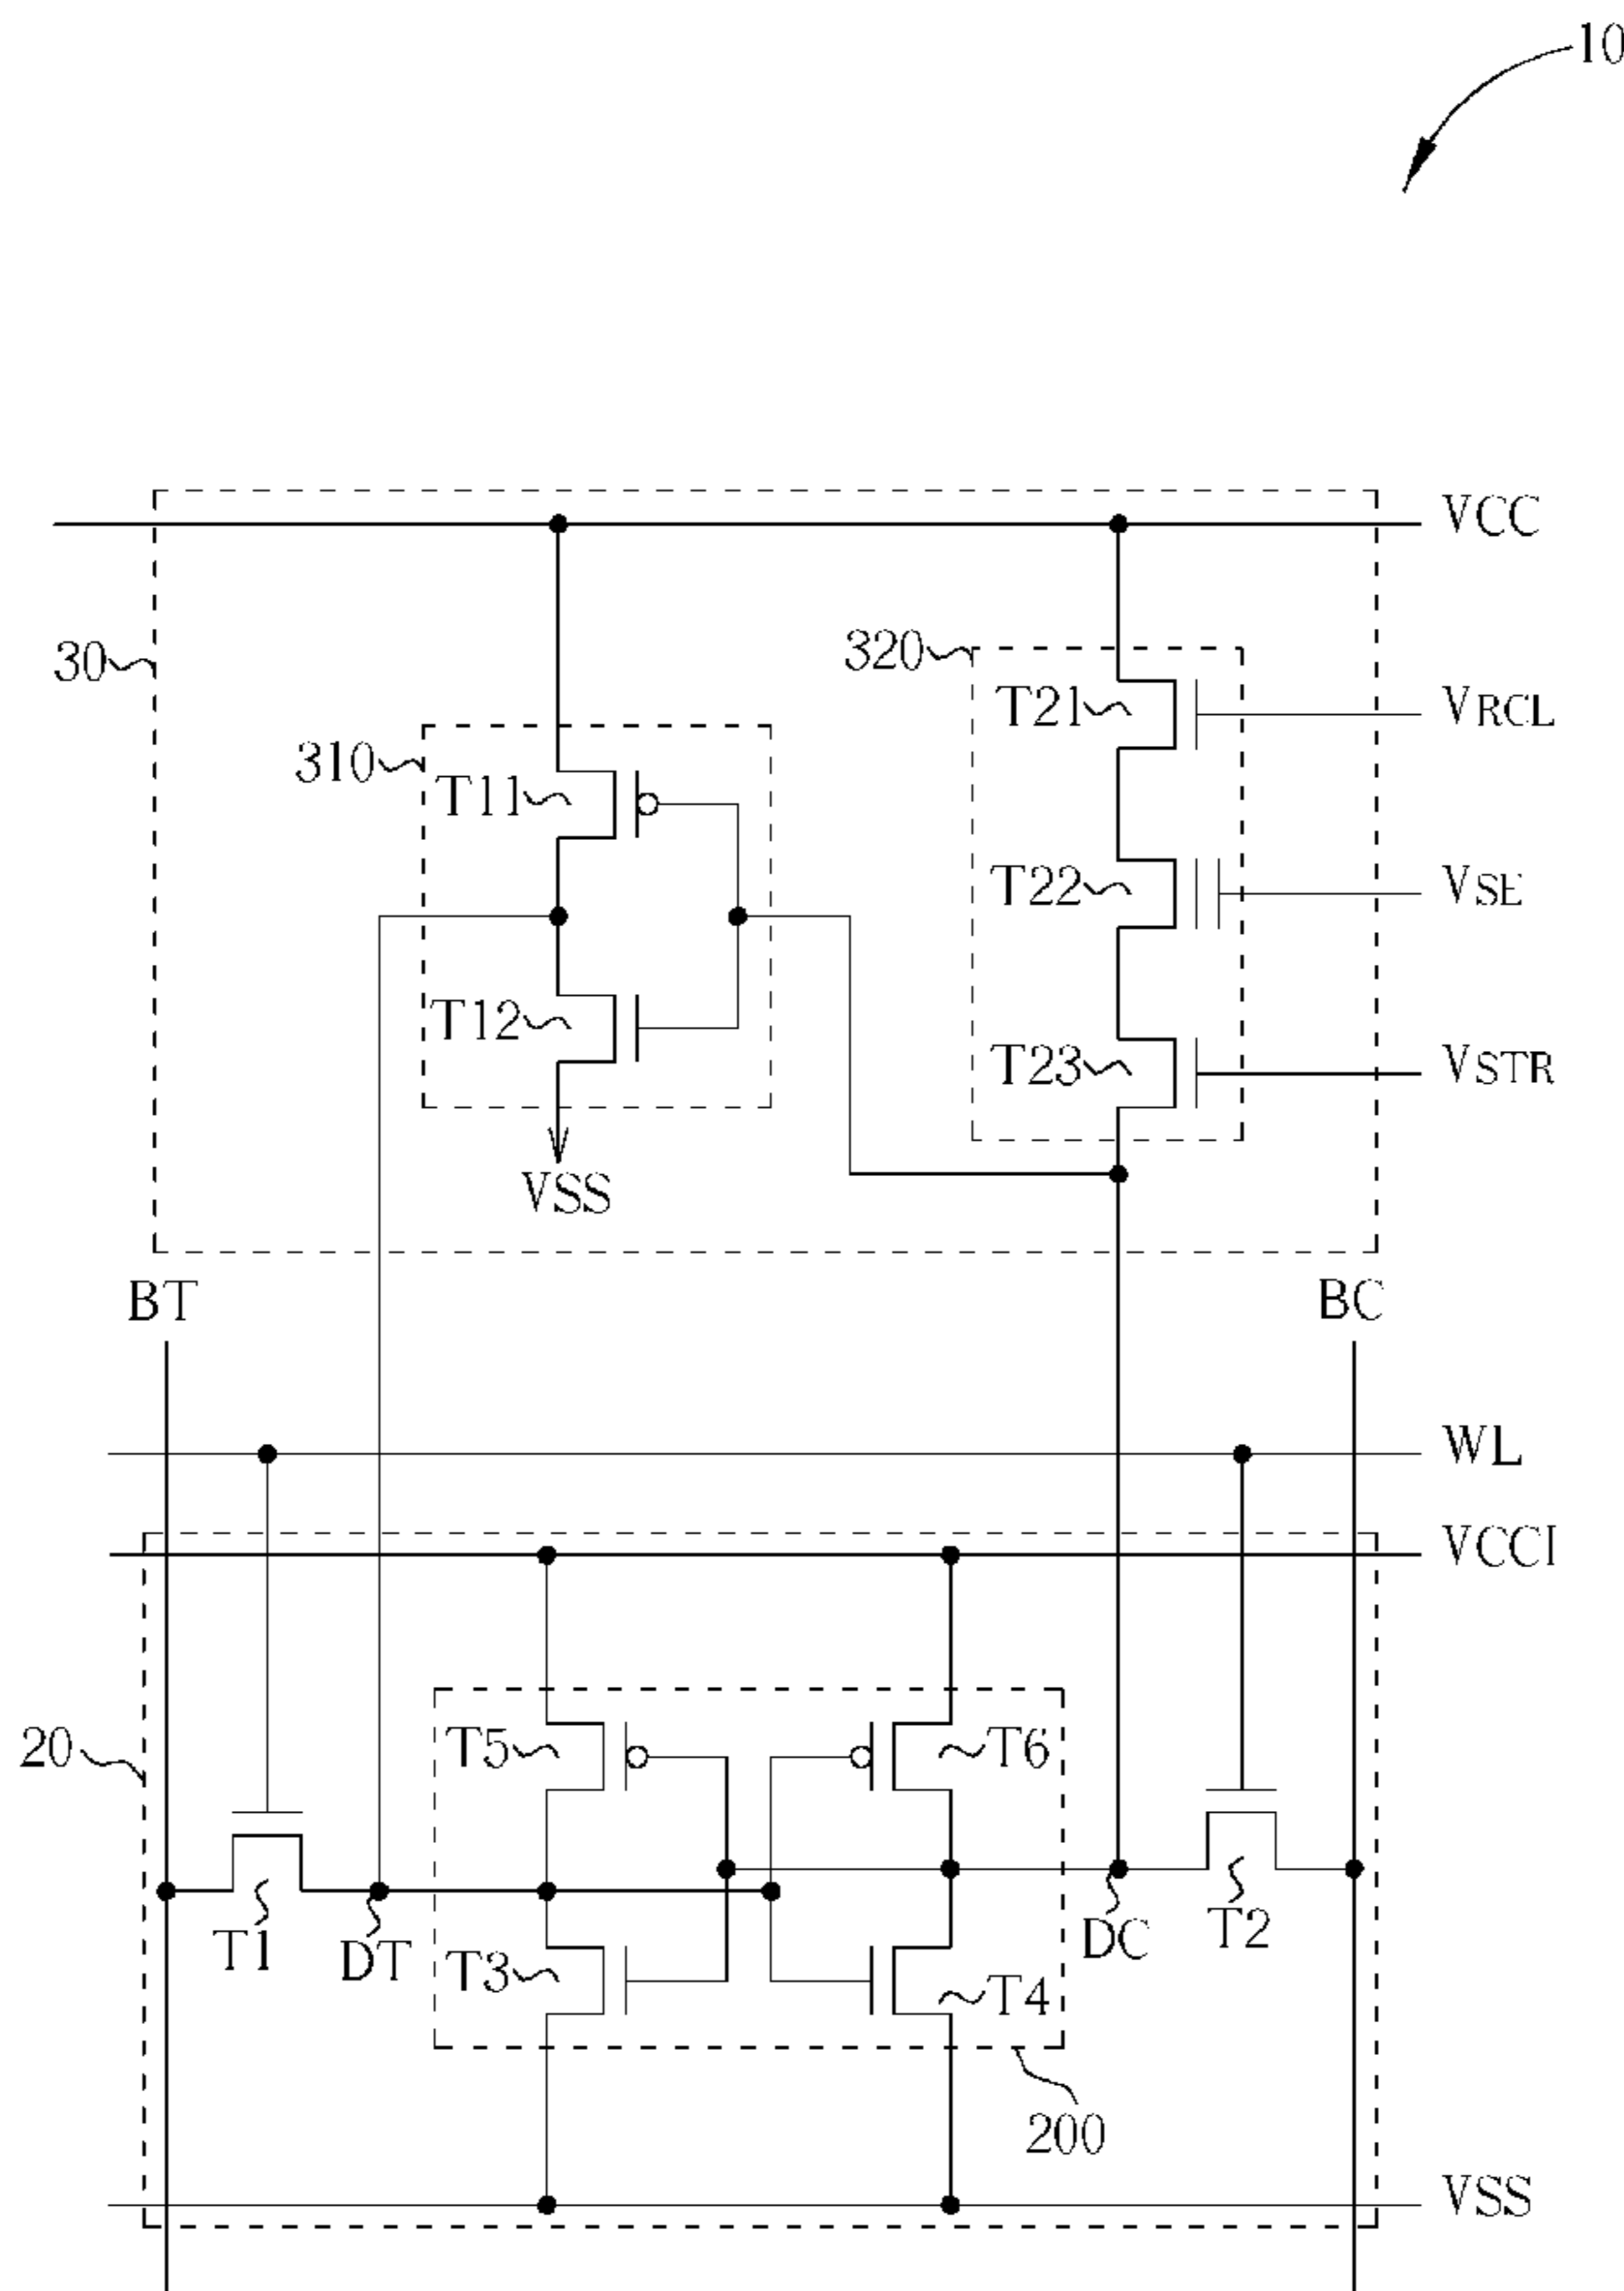 10
VCC
30
320
T21
VRCL
310
T11
T22
VSE
T12
T23
VSTR
VSS
BT
BC
WL
VCCI
20
T5
T6
T1
DT
T3
T4
DC
T2
200
VSS